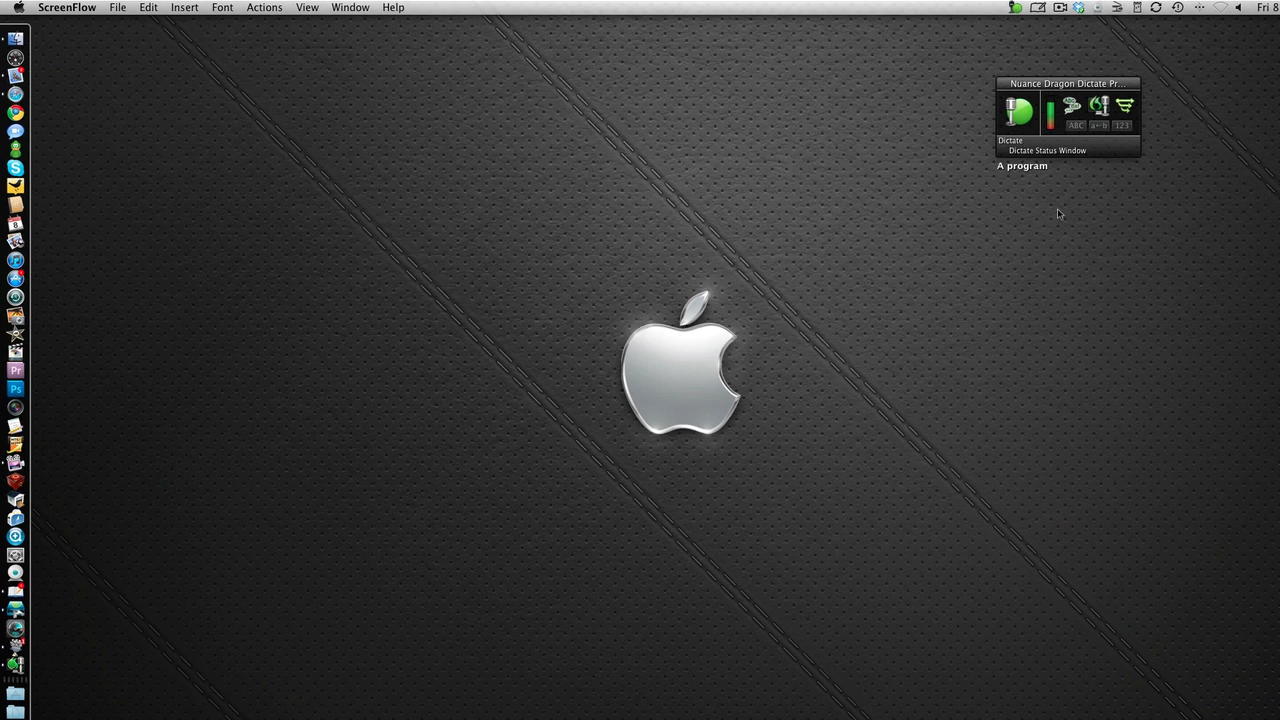 ScreenFlow File Edit Insert Font Actions View Window Help Fri 8
Nuance Dragon Dictate Pr...
ABC a↔b 123
Dictate
Dictate Status Window
A program
8
Pr
Ps